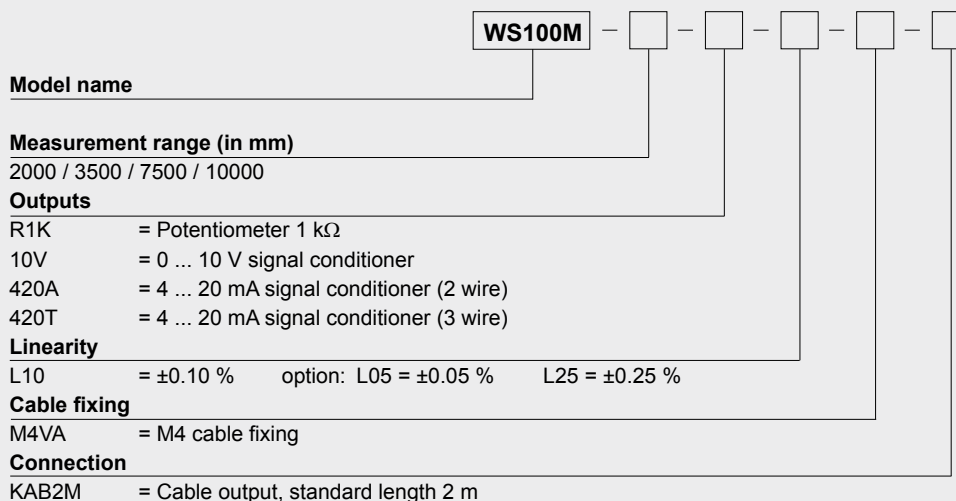 WS100M – – – – –
Model name
Measurement range (in mm)
2000 / 3500 / 7500 / 10000
Outputs
R1K = Potentiometer 1 kΩ
10V = 0 ... 10 V signal conditioner
420A = 4 ... 20 mA signal conditioner (2 wire)
420T = 4 ... 20 mA signal conditioner (3 wire)
Linearity
L10 = ±0.10 % option: L05 = ±0.05 % L25 = ±0.25 %
Cable fixing
M4VA = M4 cable fixing
Connection
KAB2M = Cable output, standard length 2 m